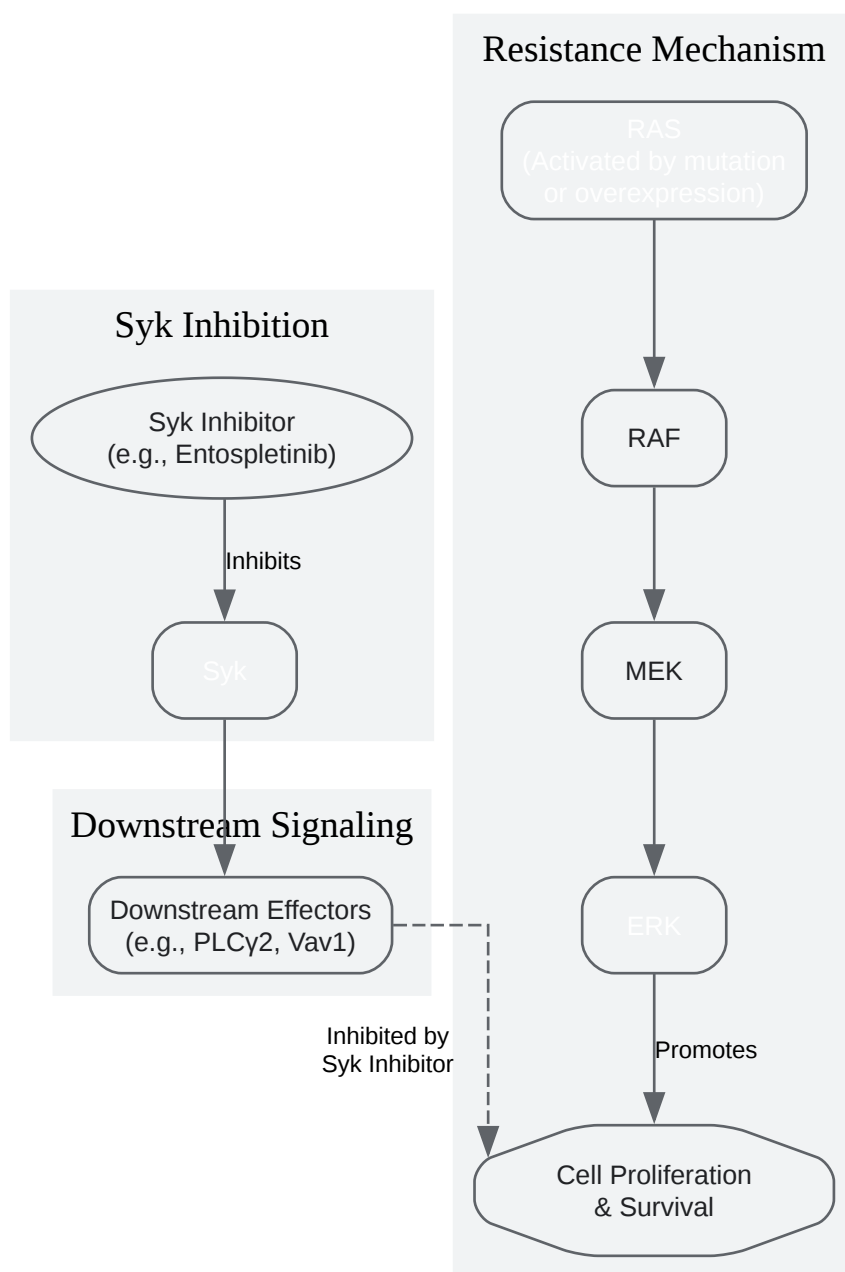 Resistance Mechanism
RAS
(Activated by mutation
or overexpression)
Syk Inhibition
Syk Inhibitor
(e.g., Entospletinib)
RAF
Inhibits
Syk
MEK
Downstream Signaling
Downstream Effectors
(e.g., PLCγ2, Vav1)
ERK
Inhibited by
Syk Inhibitor
Promotes
Cell Proliferation
& Survival